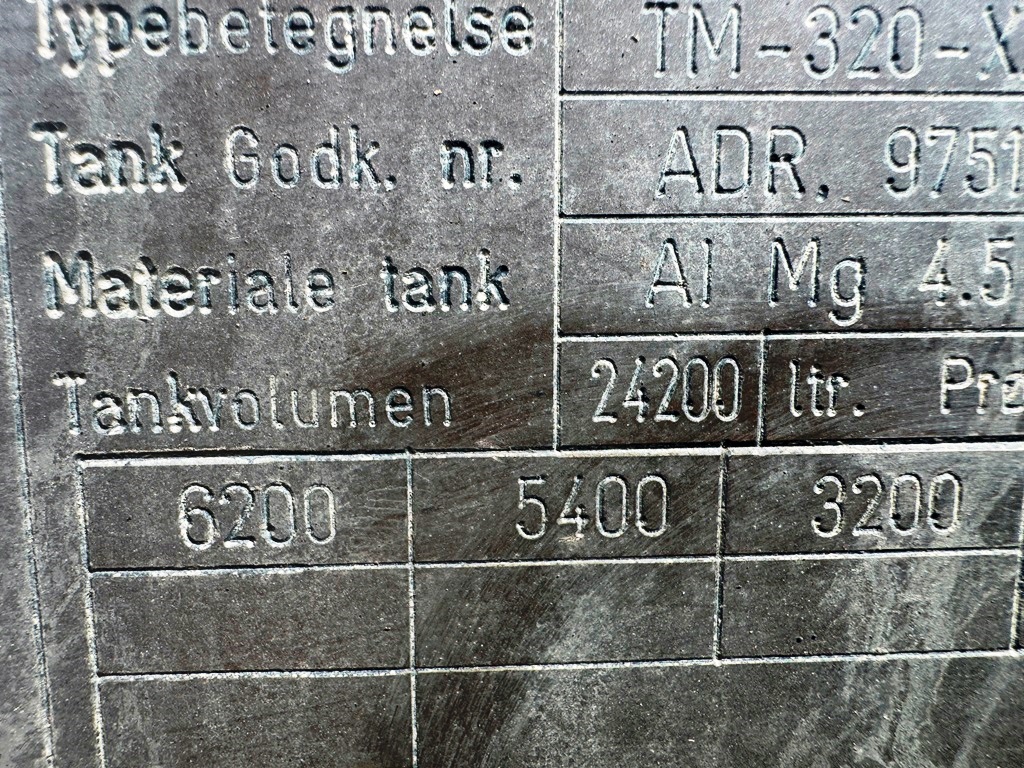 Typebetegnelse TM-320-X
Tank Godk. nr. ADR. 9751
Materiale tank Al Mg 4.5
Tankvolumen 24200 ltr. Prø
6200 5400 3200